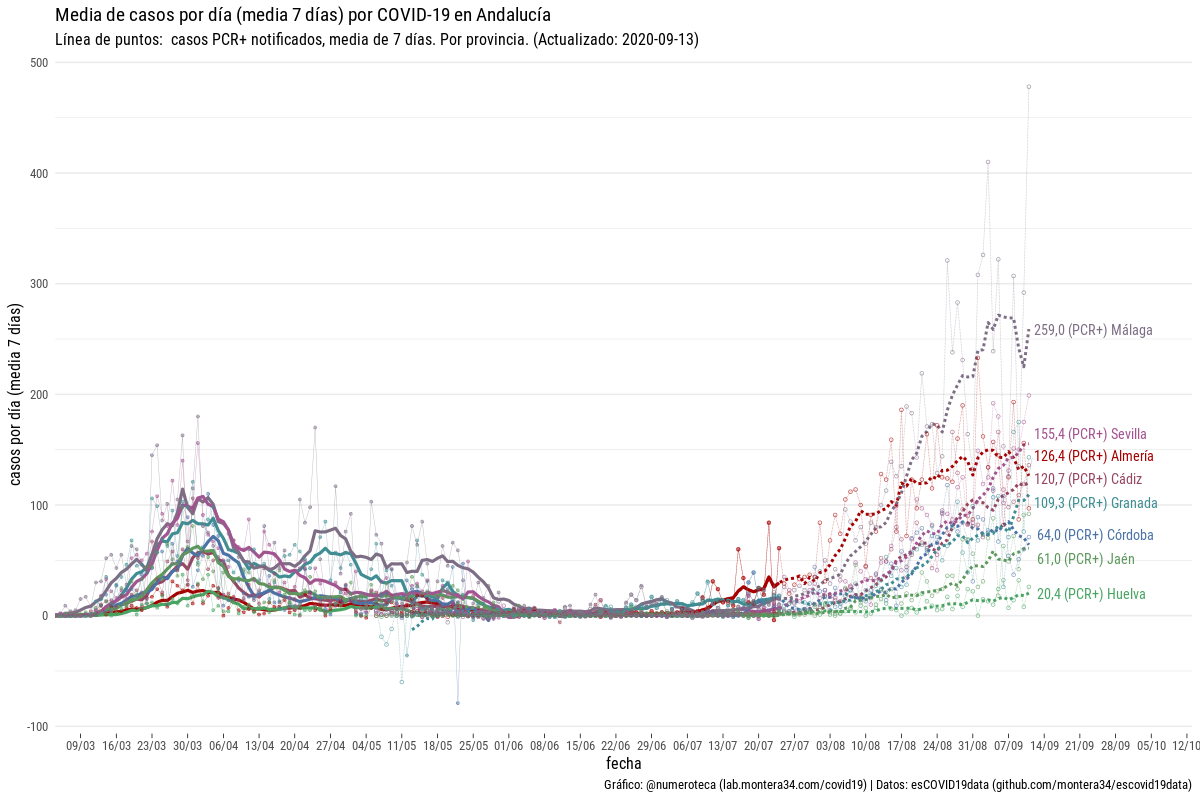 Media de casos por día (media 7 días) por COVID-19 en Andalucía
Línea de puntos:  casos PCR+ notificados, media de 7 días. Por provincia. (Actualizado: 2020-09-13)
casos por día (media 7 días)
500
400
300
200
100
0
-100
259,0 (PCR+) Málaga
155,4 (PCR+) Sevilla
126,4 (PCR+) Almería
120,7 (PCR+) Cádiz
109,3 (PCR+) Granada
64,0 (PCR+) Córdoba
61,0 (PCR+) Jaén
20,4 (PCR+) Huelva
09/03 16/03 23/03 30/03 06/04 13/04 20/04 27/04 04/05 11/05 18/05 25/05 01/06 08/06 15/06 22/06 29/06 06/07 13/07 20/07 27/07 03/08 10/08 17/08 24/08 31/08 07/09 14/09 21/09 28/09 05/10 12/10
fecha
Gráfico: @numeroteca (lab.montera34.com/covid19) | Datos: esCOVID19data (github.com/montera34/escovid19data)